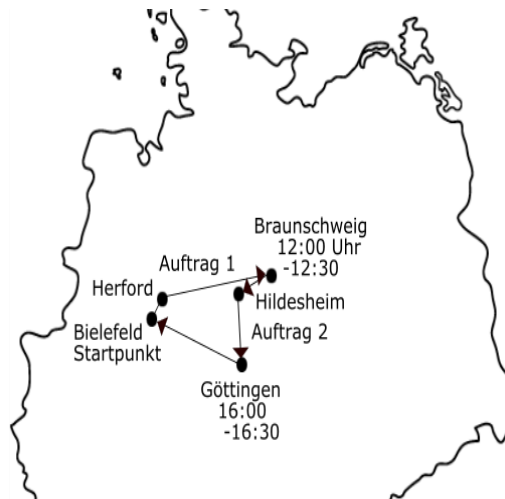 Braunschweig
12:00 Uhr
-12:30
Auftrag 1
Herford
Hildesheim
Bielefeld
Startpunkt
Auftrag 2
Göttingen
16:00
-16:30